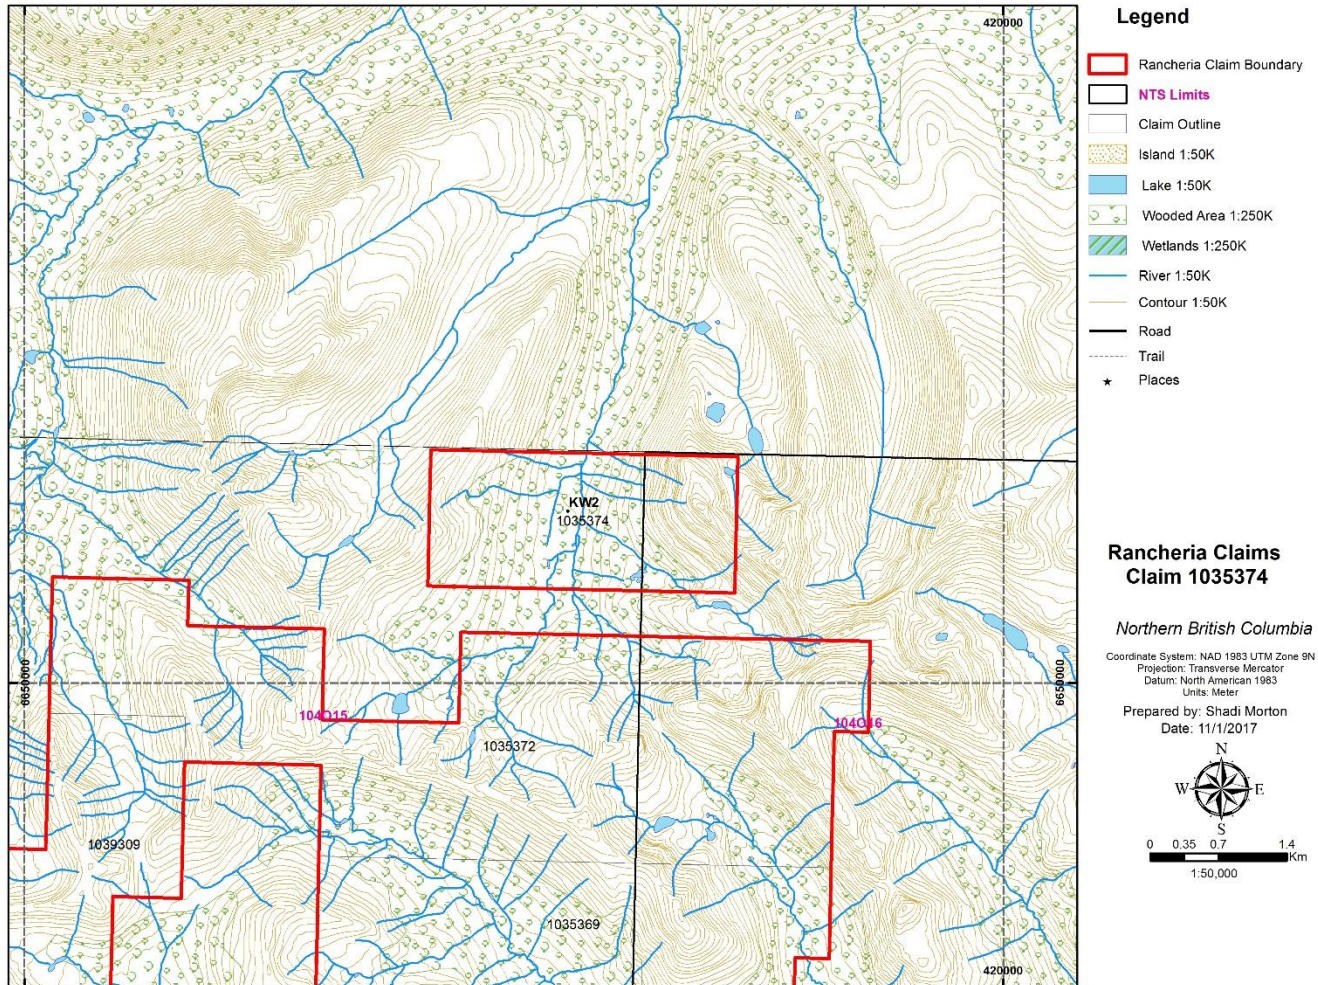 420000
KW2
1035374
6650000
6650000
104O15
104O16
1035372
1039309
1035369
420000
Legend
Rancheria Claim Boundary
NTS Limits
Claim Outline
Island 1:50K
Lake 1:50K
Wooded Area 1:250K
Wetlands 1:250K
River 1:50K
Contour 1:50K
Road
Trail
Places
Rancheria Claims
Claim 1035374
Northern British Columbia
Coordinate System: NAD 1983 UTM Zone 9N
Projection: Transverse Mercator
Datum: North American 1983
Units: Meter
Prepared by: Shadi Morton
Date: 11/1/2017
N
W E
S
0 0.35 0.7 1.4
Km
1:50,000